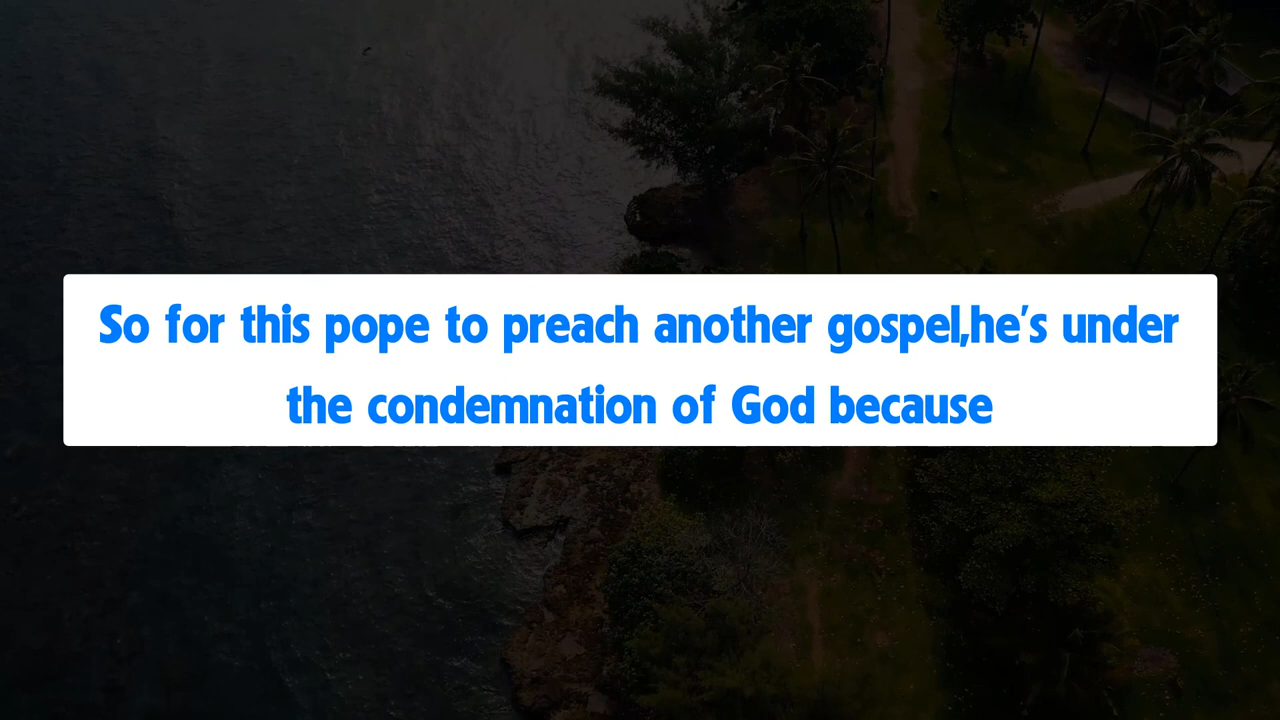 So for this pope to preach another gospel,he's under
the condemnation of God because